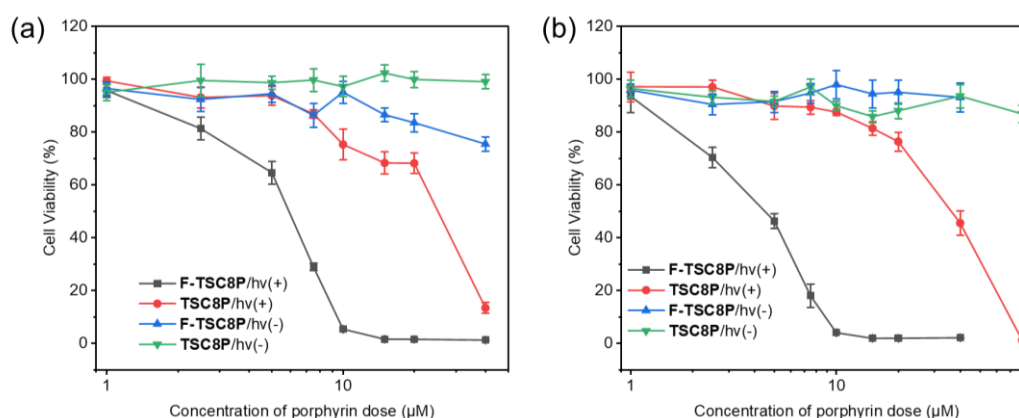 (a)
120
100
80
60
40
20
0
Cell Viability (%)
F-TSC8P/hv(+)
TSC8P/hv(+)
F-TSC8P/hv(-)
TSC8P/hv(-)
1
10
Concentration of porphyrin dose (μM)
(b)
120
100
80
60
40
20
0
Cell Viability (%)
F-TSC8P/hv(+)
TSC8P/hv(+)
F-TSC8P/hv(-)
TSC8P/hv(-)
1
10
Concentration of porphyrin dose (μM)